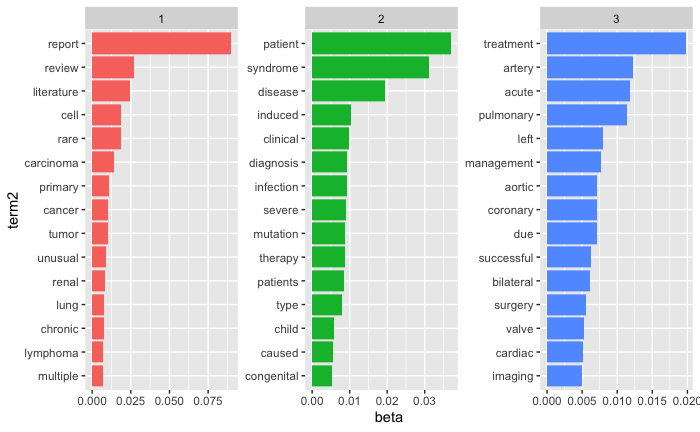 1
2
3
term2
report
review
literature
cell
rare
carcinoma
primary
cancer
tumor
unusual
renal
lung
chronic
lymphoma
multiple
0.000 0.025 0.050 0.075
patient
syndrome
disease
induced
clinical
diagnosis
infection
severe
mutation
therapy
patients
type
child
caused
congenital
0.00 0.01 0.02 0.03
treatment
artery
acute
pulmonary
left
management
aortic
coronary
due
successful
bilateral
surgery
valve
cardiac
imaging
0.000 0.005 0.010 0.015 0.020
beta